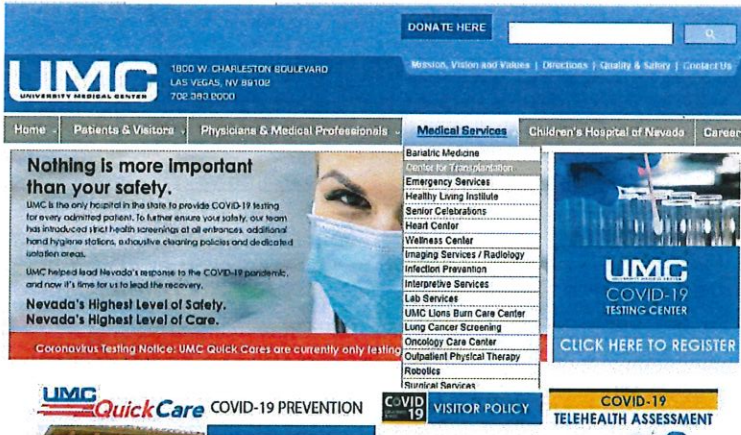 DONATE HERE
UMC
UNIVERSITY MEDICAL CENTER
1800 W. CHARLESTON BOULEVARD
LAS VEGAS, NV 89102
702.383.2000
Mission, Vision and Values | Directions | Quality & Safety | Contact Us
Home
Patients & Visitors
Physicians & Medical Professionals
Medical Services
Children's Hospital of Nevada
Career
Nothing is more important
than your safety.
UMC is the only hospital in the state to provide COVID-19 testing
for every admitted patient. To further ensure your safety, our team
has introduced strict health screenings at all entrances, additional
hand hygiene stations, exhaustive cleaning policies and dedicated
isolation areas.
UMC helped lead Nevada's response to the COVID-19 pandemic,
and now it's time for us to lead the recovery.
Nevada's Highest Level of Safety.
Nevada's Highest Level of Care.
Coronavirus Testing Notice: UMC Quick Cares are currently only testing
Bariatric Medicine
Center for Transplantation
Emergency Services
Healthy Living Institute
Senior Celebrations
Heart Center
Wellness Center
Imaging Services / Radiology
Infection Prevention
Interpretive Services
Lab Services
UMC Lions Burn Care Center
Lung Cancer Screening
Oncology Care Center
Outpatient Physical Therapy
Robotics
Surgical Services
UMC
COVID-19
TESTING CENTER
CLICK HERE TO REGISTER
UMC
QuickCare
COVID-19 PREVENTION
COVID
19
VISITOR POLICY
COVID-19
TELEHEALTH ASSESSMENT